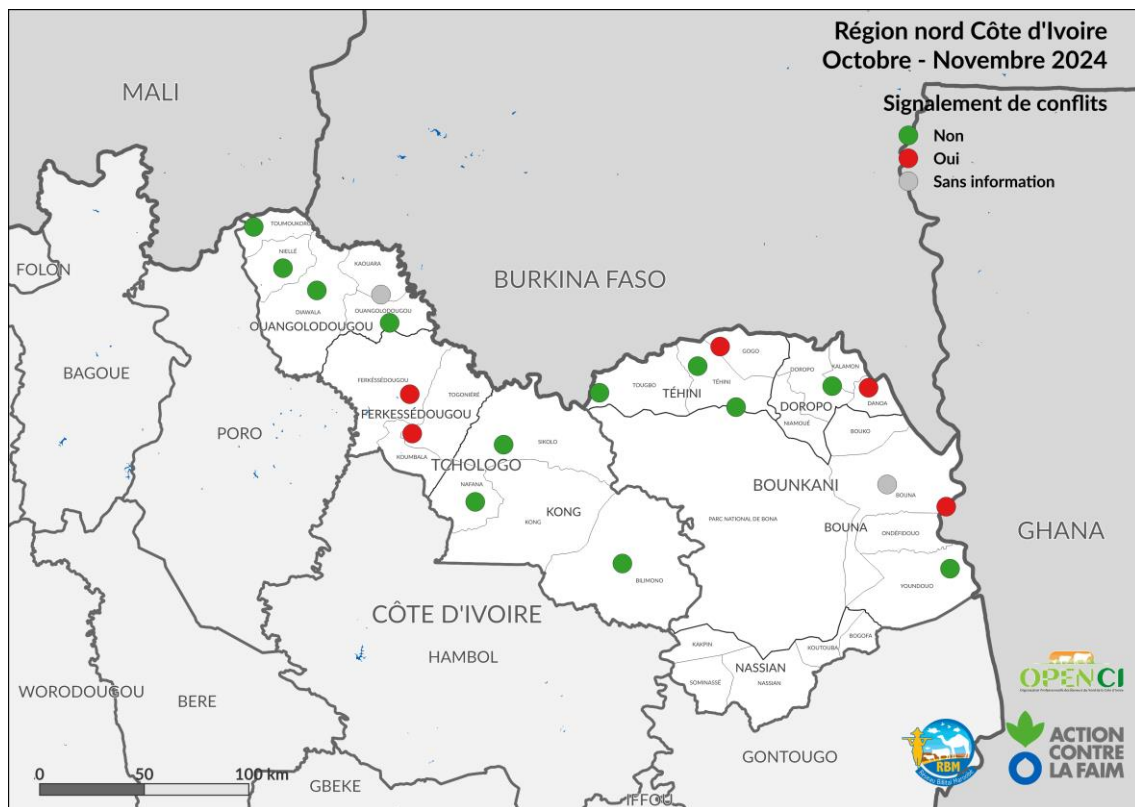 Région nord Côte d'Ivoire
Octobre - Novembre 2024
Signalement de conflits
Non
Oui
Sans information
MALI
BURKINA FASO
GHANA
CÔTE D'IVOIRE
FOLON
BAGOUE
PORO
WORODOUGOU
BERE
HAMBOL
GBEKE
IFFOU
GONTOUGO
TOUMOUKORO
NIELLÉ
KAOUARA
DIAWALA
OUANGOLODOUGOU
OUANGOLODOUGOU
FERKÉSSÉDOUGOU
TOGONIÉRÉ
FERKESSÉDOUGOU
KOUMBALA
TCHOLOGO
SIKOLO
NAFANA
KONG
KONG
BILIMONO
TOUGBO
TÉHINI
TÉHINI
GOGO
DOROPO
KALAMON
DOROPO
DANOA
NIAMOUÉ
BOUKO
BOUNKANI
BOUNA
PARC NATIONAL DE BONA
BOUNA
ONDÉFIDOUO
YOUNDOUO
BOGOFA
KOUTOUBA
KAKPIN
NASSIAN
SOMINASSÉ
NASSIAN
OPENCI
RBM
ACTION
CONTRE
LA FAIM
0 50 100 km